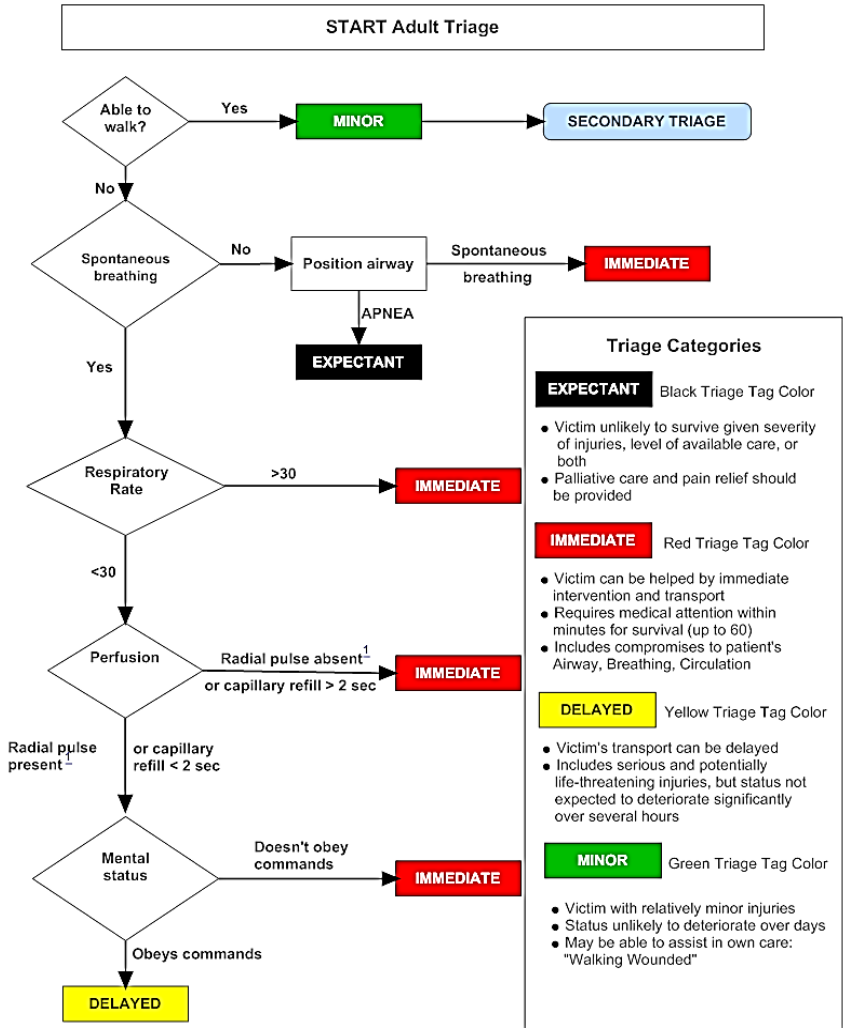 START Adult Triage
Able to
walk?
Yes
MINOR
SECONDARY TRIAGE
No
Spontaneous
breathing
No
Position airway
Spontaneous
breathing
IMMEDIATE
APNEA
EXPECTANT
Yes
Respiratory
Rate
>30
IMMEDIATE
<30
Perfusion
Radial pulse absent1
or capillary refill > 2 sec
IMMEDIATE
Radial pulse
present1
or capillary
refill < 2 sec
Mental
status
Doesn't obey
commands
IMMEDIATE
Obeys commands
DELAYED
Triage Categories
EXPECTANT Black Triage Tag Color
• Victim unlikely to survive given severity
of injuries, level of available care, or
both
• Palliative care and pain relief should
be provided
IMMEDIATE Red Triage Tag Color
• Victim can be helped by immediate
intervention and transport
• Requires medical attention within
minutes for survival (up to 60)
• Includes compromises to patient's
Airway, Breathing, Circulation
DELAYED Yellow Triage Tag Color
• Victim's transport can be delayed
• Includes serious and potentially
life-threatening injuries, but status not
expected to deteriorate significantly
over several hours
MINOR Green Triage Tag Color
• Victim with relatively minor injuries
• Status unlikely to deteriorate over days
• May be able to assist in own care:
"Walking Wounded"